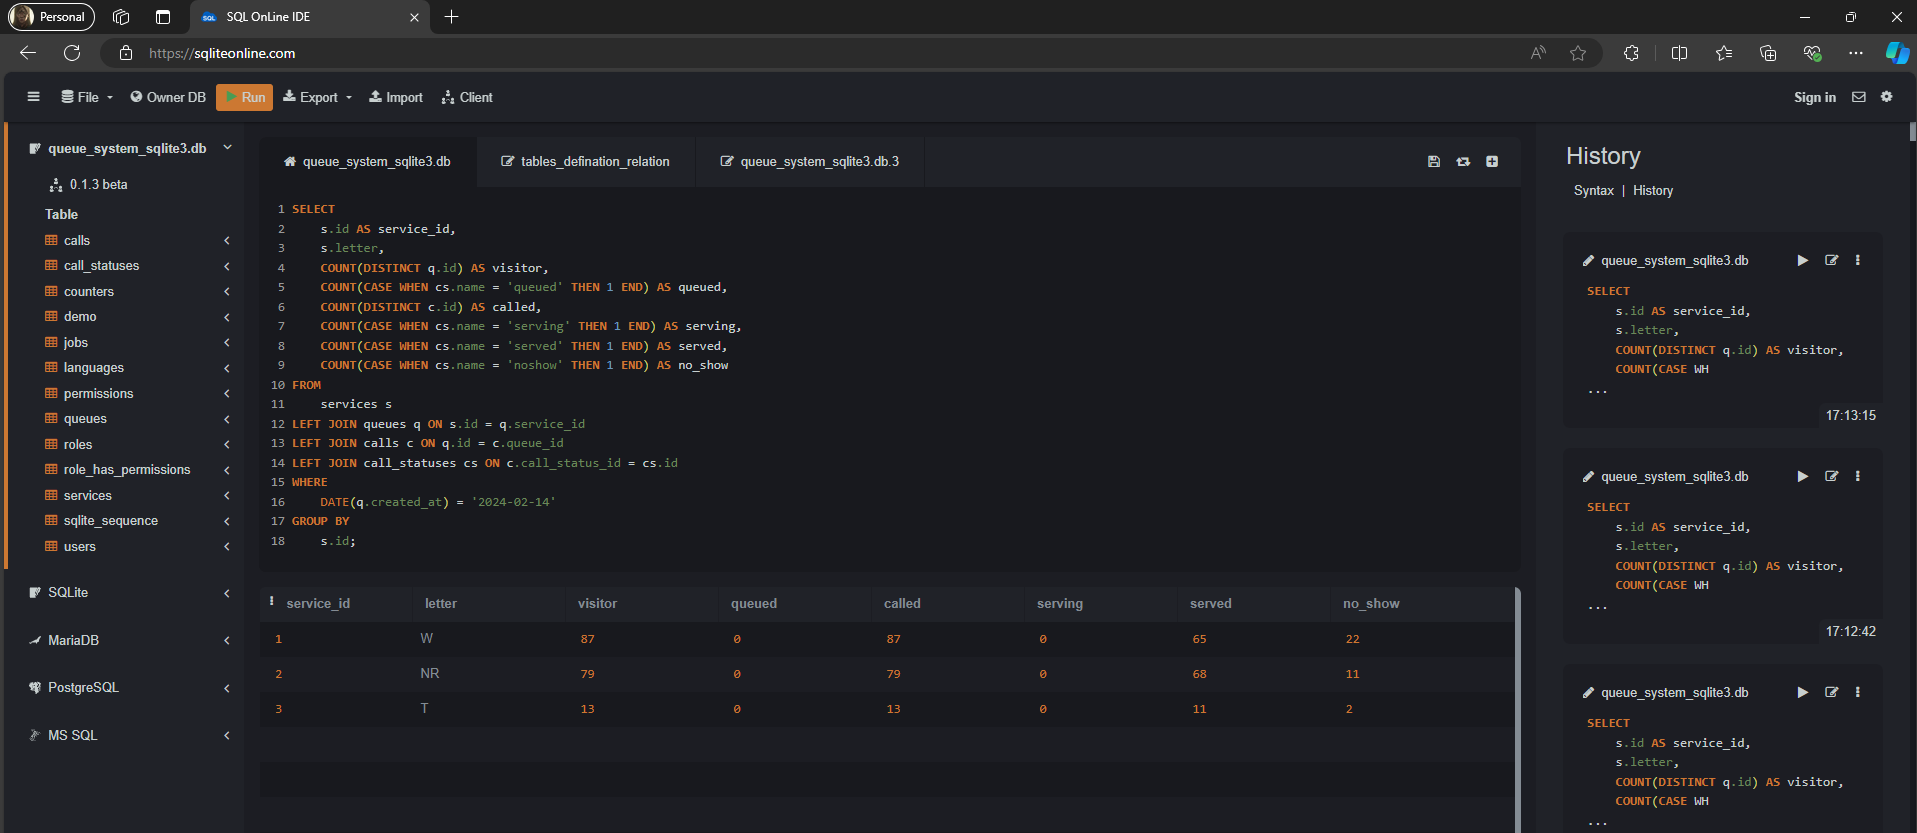 Personal
SQL OnLine IDE
https://sqliteonline.com
File
Owner DB
Run
Export
Import
Client
Sign in
queue_system_sqlite3.db
0.1.3 beta
Table
calls
call_statuses
counters
demo
jobs
languages
permissions
queues
roles
role_has_permissions
services
sqlite_sequence
users
SQLite
MariaDB
PostgreSQL
MS SQL
queue_system_sqlite3.db
tables_defination_relation
queue_system_sqlite3.db.3
1 SELECT
2 s.id AS service_id,
3 s.letter,
4 COUNT(DISTINCT q.id) AS visitor,
5 COUNT(CASE WHEN cs.name = 'queued' THEN 1 END) AS queued,
6 COUNT(DISTINCT c.id) AS called,
7 COUNT(CASE WHEN cs.name = 'serving' THEN 1 END) AS serving,
8 COUNT(CASE WHEN cs.name = 'served' THEN 1 END) AS served,
9 COUNT(CASE WHEN cs.name = 'noshow' THEN 1 END) AS no_show
10 FROM
11 services s
12 LEFT JOIN queues q ON s.id = q.service_id
13 LEFT JOIN calls c ON q.id = c.queue_id
14 LEFT JOIN call_statuses cs ON c.call_status_id = cs.id
15 WHERE
16 DATE(q.created_at) = '2024-02-14'
17 GROUP BY
18 s.id;
service_id letter visitor queued called serving served no_show
1 W 87 0 87 0 65 22
2 NR 79 0 79 0 68 11
3 T 13 0 13 0 11 2
History
Syntax | History
queue_system_sqlite3.db
SELECT
s.id AS service_id,
s.letter,
COUNT(DISTINCT q.id) AS visitor,
COUNT(CASE WH
...
17:13:15
queue_system_sqlite3.db
SELECT
s.id AS service_id,
s.letter,
COUNT(DISTINCT q.id) AS visitor,
COUNT(CASE WH
...
17:12:42
queue_system_sqlite3.db
SELECT
s.id AS service_id,
s.letter,
COUNT(DISTINCT q.id) AS visitor,
COUNT(CASE WH
...